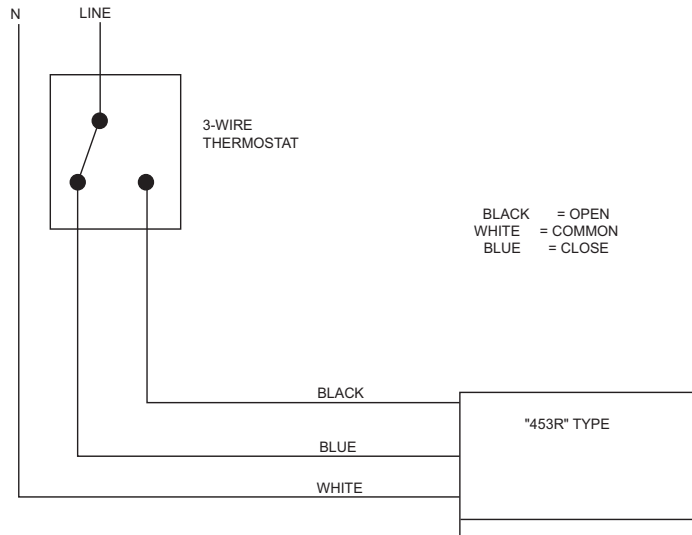 N
LINE
3-WIRE
THERMOSTAT
BLACK = OPEN
WHITE = COMMON
BLUE = CLOSE
BLACK
"453R" TYPE
BLUE
WHITE